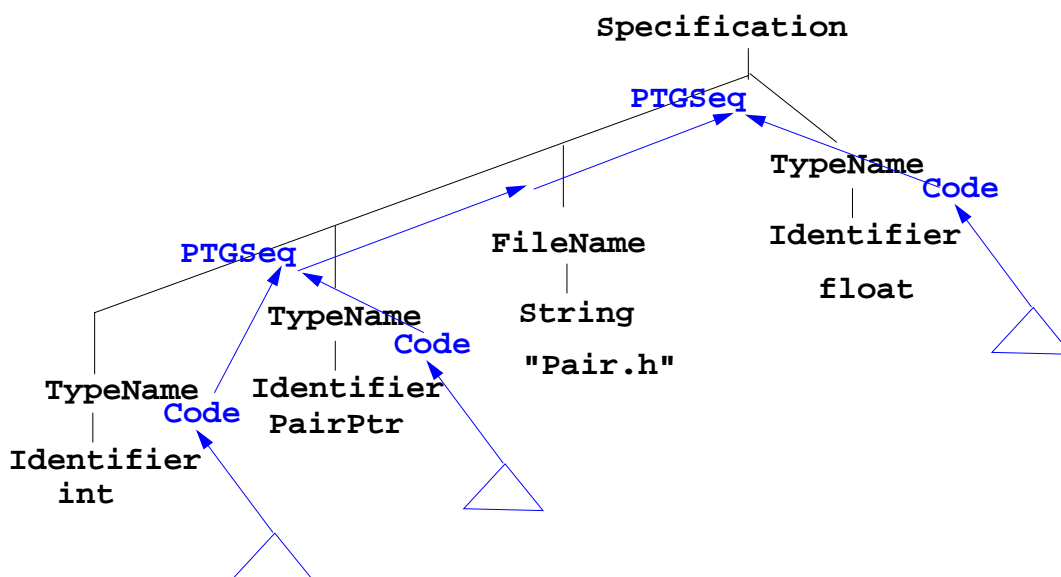 Specification
PTGSeq
TypeName
Code
PTGSeq
FileName
Identifier
TypeName
String
float
Code
"Pair.h"
TypeName
Code
Identifier
PairPtr
Identifier
int